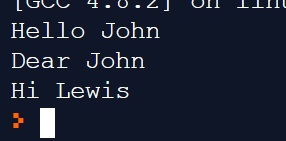 [GCC 4.8.2] on
Hello John
Dear John
Hi Lewis
>